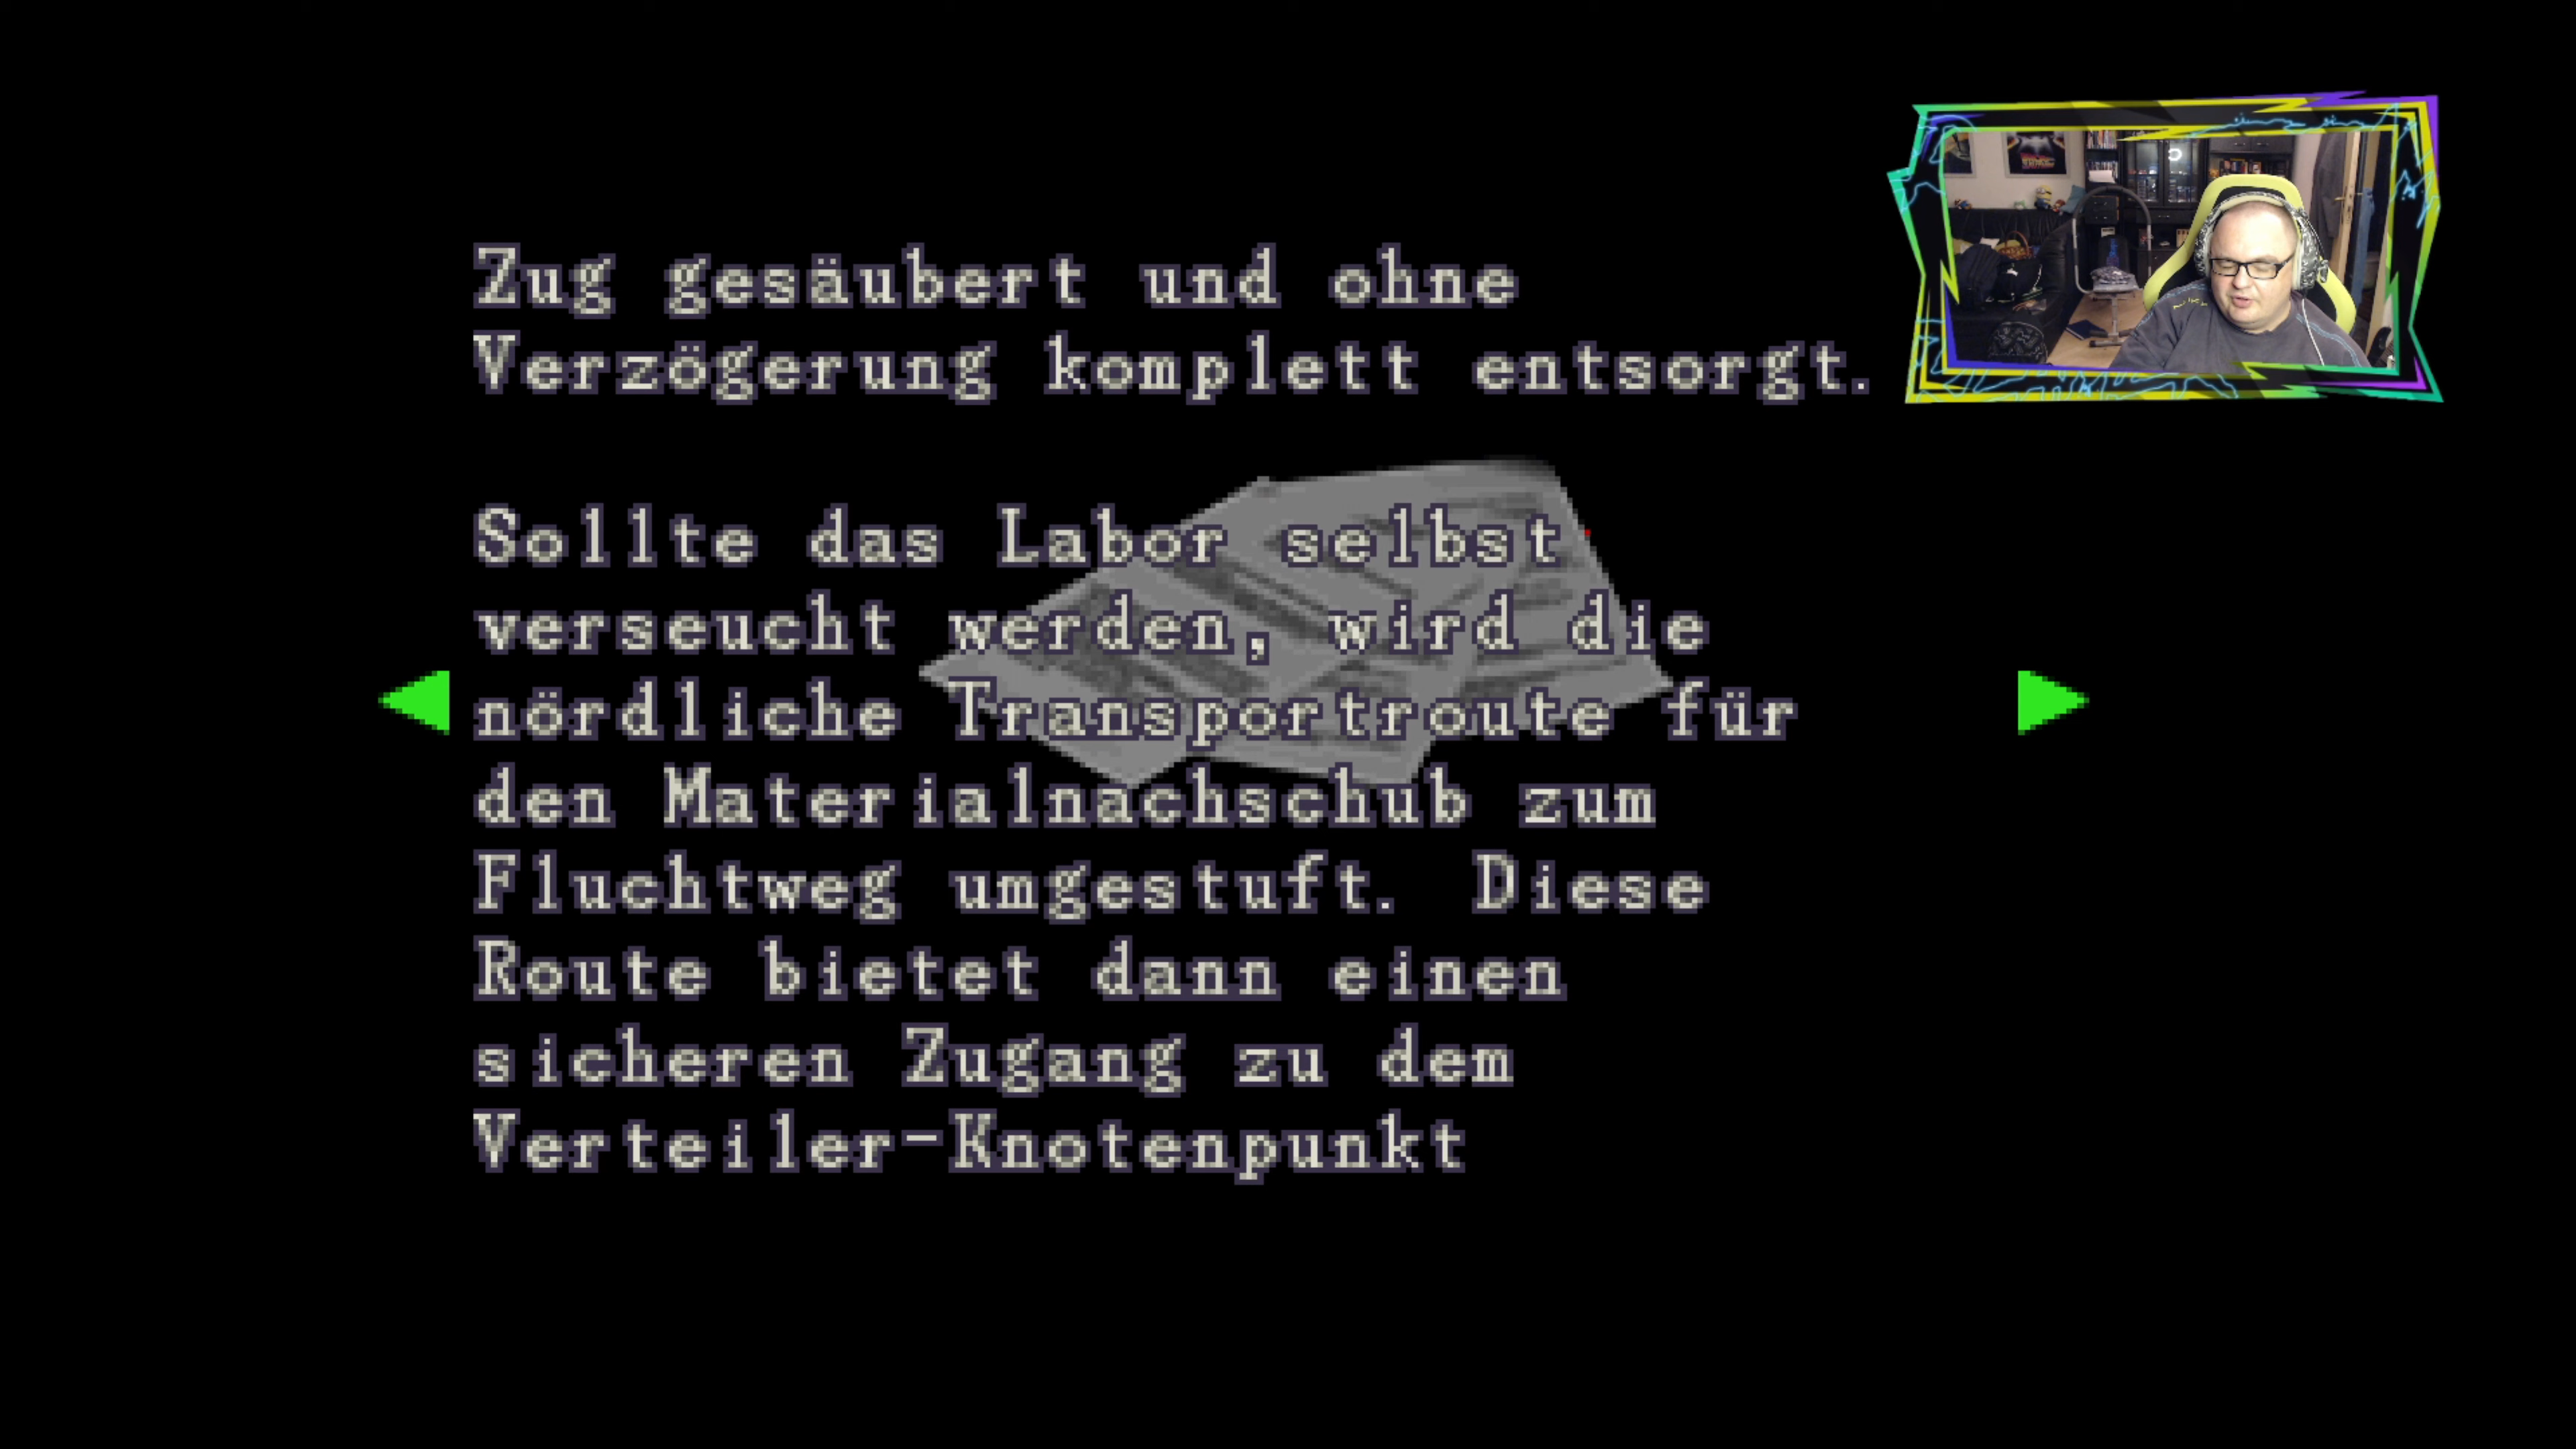 Zug gesäubert und ohne
Verzögerung komplett entsorgt.
Sollte das Labor selbst
verseucht werden, wird die
nördliche Transportroute für
den Materialnachschub zum
Fluchtweg umgestuft. Diese
Route bietet dann einen
sicheren Zugang zu dem
Verteiler-Knotenpunkt